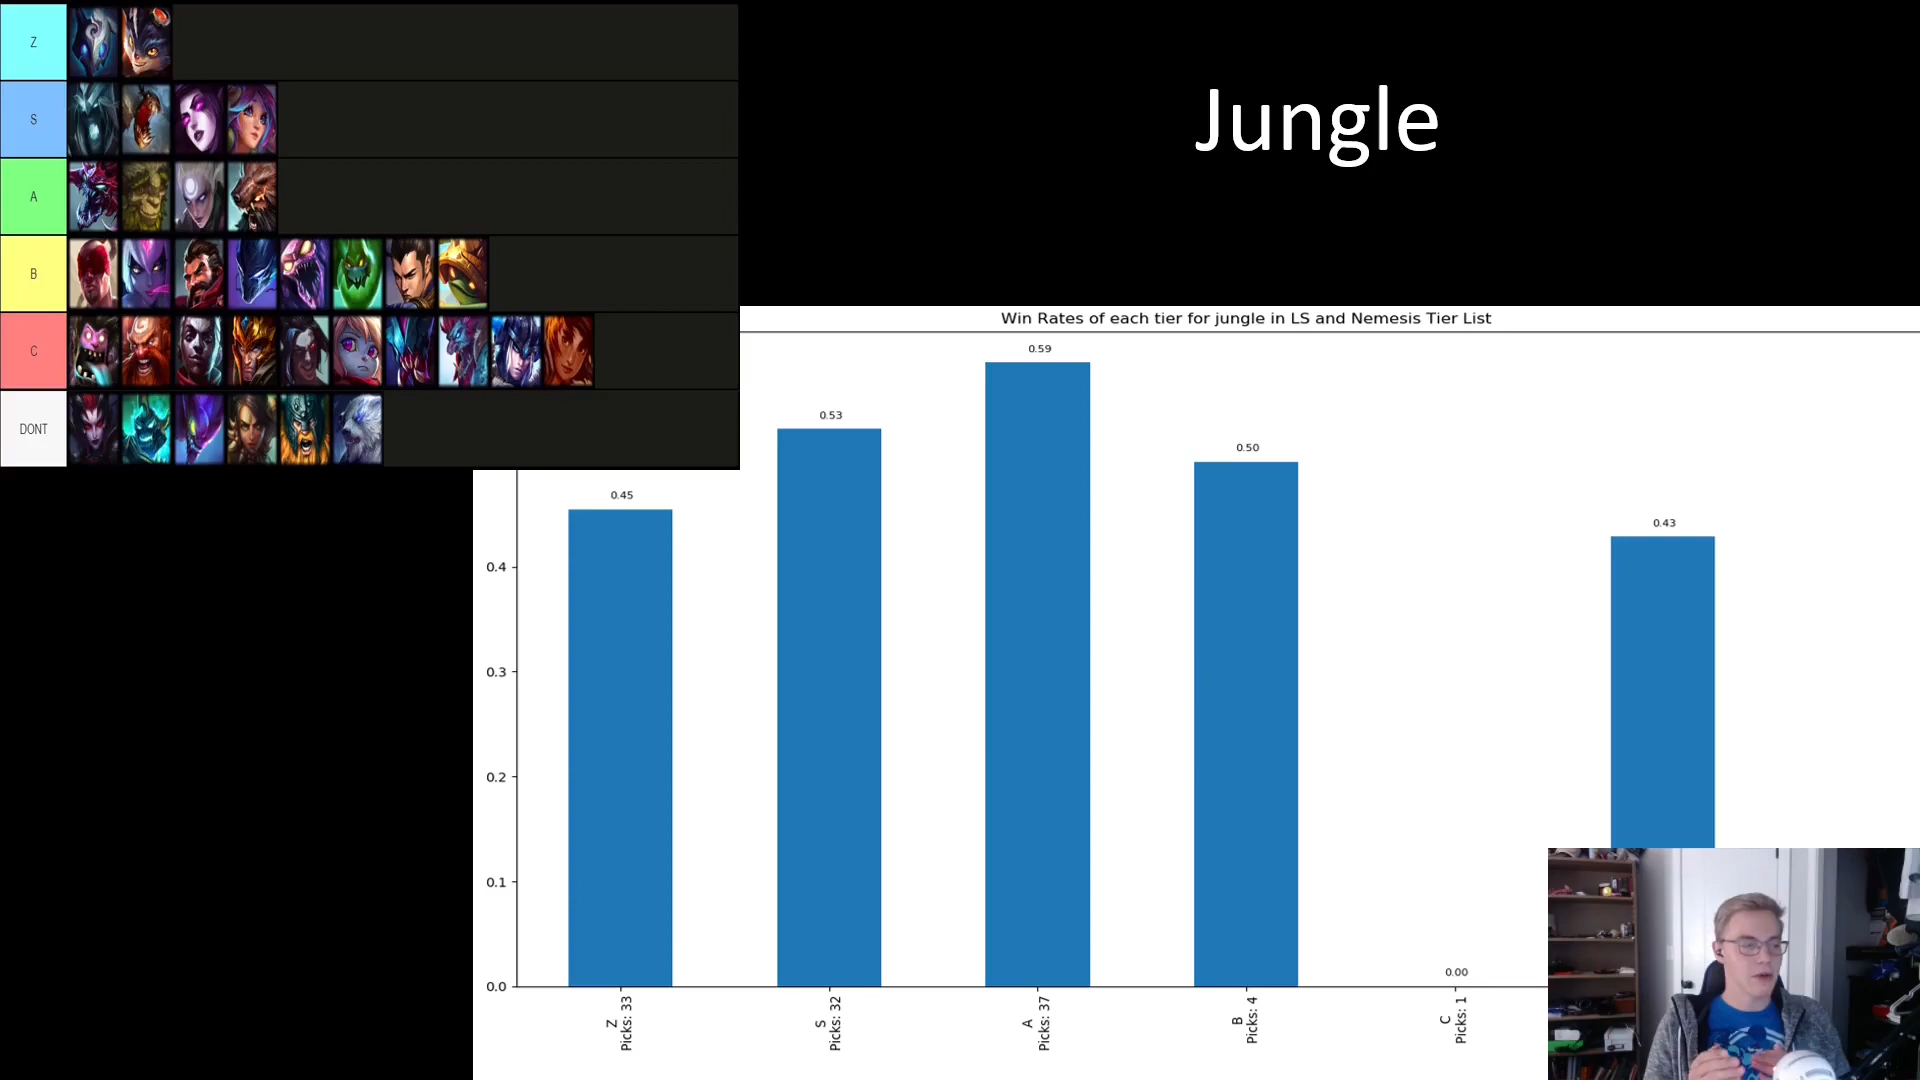 Z
S
A
B
C
DONT
Jungle
Win Rates of each tier for jungle in LS and Nemesis Tier List
0.59
0.53
0.50
0.45
0.43
0.00
0.4
0.3
0.2
0.1
0.0
Z
Picks: 33
S
Picks: 32
A
Picks: 37
B
Picks: 4
C
Picks: 1